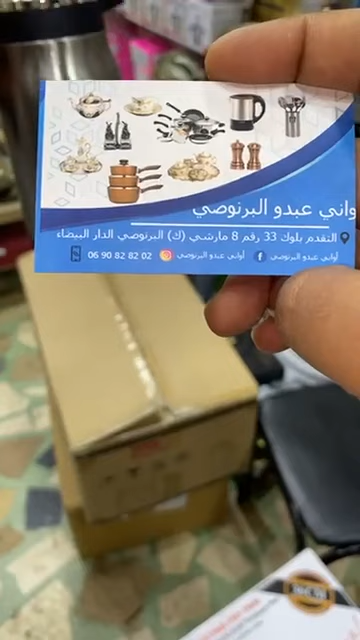 واني عبدو البرنوصي
التقدم بلوك 33 رقم 8 مارشي (ك) البرنوصي الدار البيضاء
أواني عبدو البرنوصي
أواني عبدو البرنوصي
06 90 82 82 02